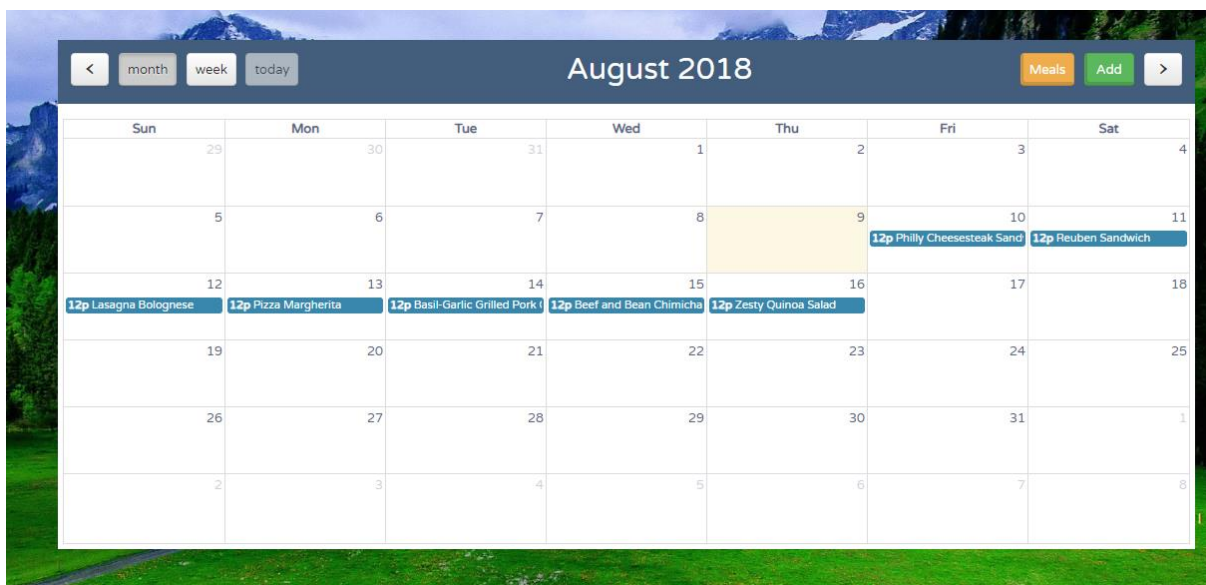 < month week today August 2018 Meals Add >
Sun Mon Tue Wed Thu Fri Sat
29 30 31 1 2 3 4
5 6 7 8 9 10 11
12p Philly Cheesesteak Sand 12p Reuben Sandwich
12 13 14 15 16 17 18
12p Lasagna Bolognese 12p Pizza Margherita 12p Basil-Garlic Grilled Pork 12p Beef and Bean Chimicha 12p Zesty Quinoa Salad
19 20 21 22 23 24 25
26 27 28 29 30 31 1
2 3 4 5 6 7 8